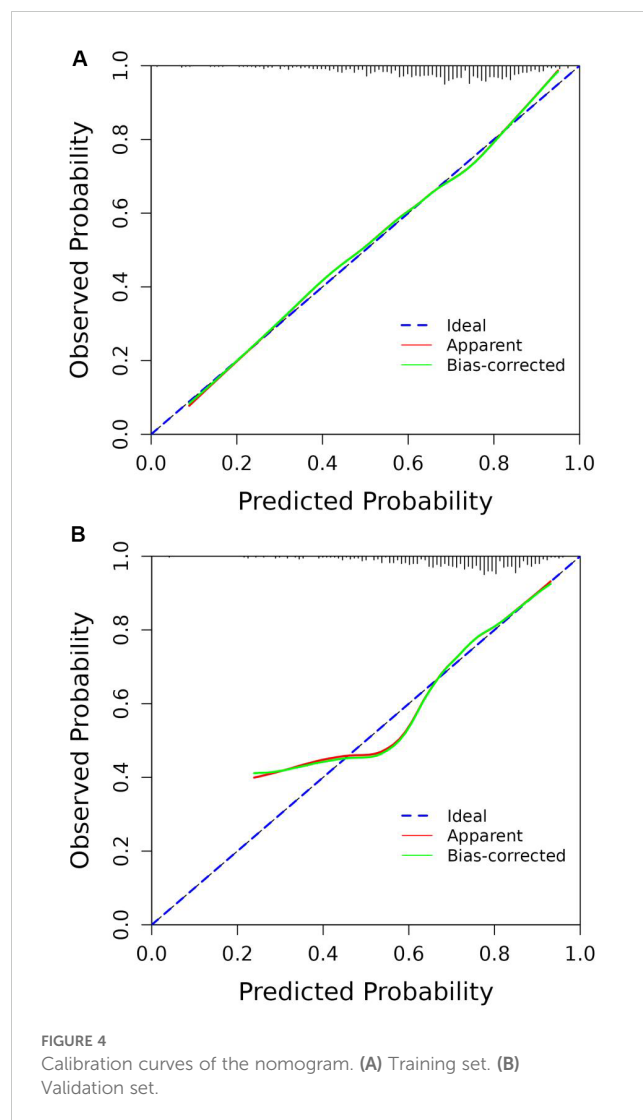 A
Observed Probability
1.0
0.8
0.6
0.4
0.2
0.0
Ideal
Apparent
Bias-corrected
0.0 0.2 0.4 0.6 0.8 1.0
Predicted Probability
B
Observed Probability
1.0
0.8
0.6
0.4
0.2
0.0
Ideal
Apparent
Bias-corrected
0.0 0.2 0.4 0.6 0.8 1.0
Predicted Probability
FIGURE 4
Calibration curves of the nomogram. (A) Training set. (B)
Validation set.